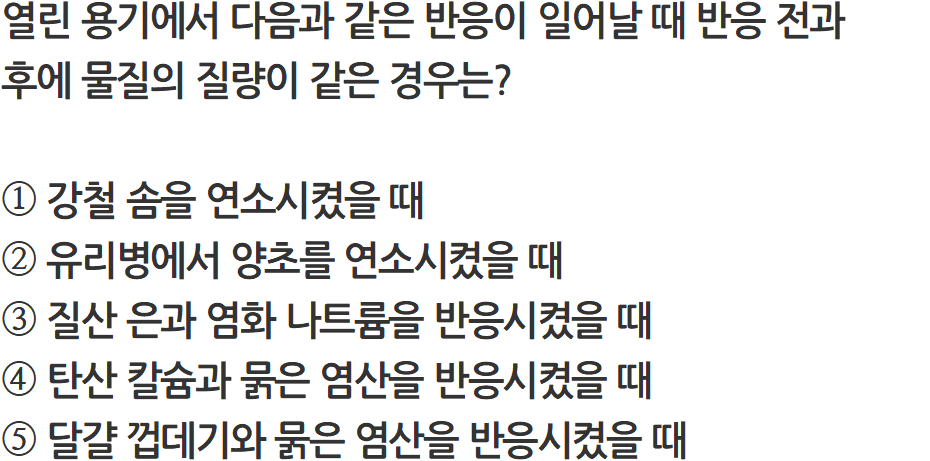 열린 용기에서 다음과 같은 반응이 일어날 때 반응 전과
후에 물질의 질량이 같은 경우는?
① 강철 솜을 연소시켰을 때
② 유리병에서 양초를 연소시켰을 때
③ 질산 은과 염화 나트륨을 반응시켰을 때
④ 탄산 칼슘과 묽은 염산을 반응시켰을 때
⑤ 달걀 껍데기와 묽은 염산을 반응시켰을 때